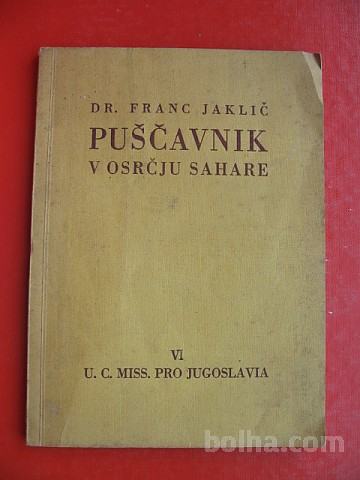 DR. FRANC JAKLIČ
PUŠČAVNIK
V OSRČJU SAHARE
VI
U. C. MISS. PRO JUGOSLAVIA
bolha.com